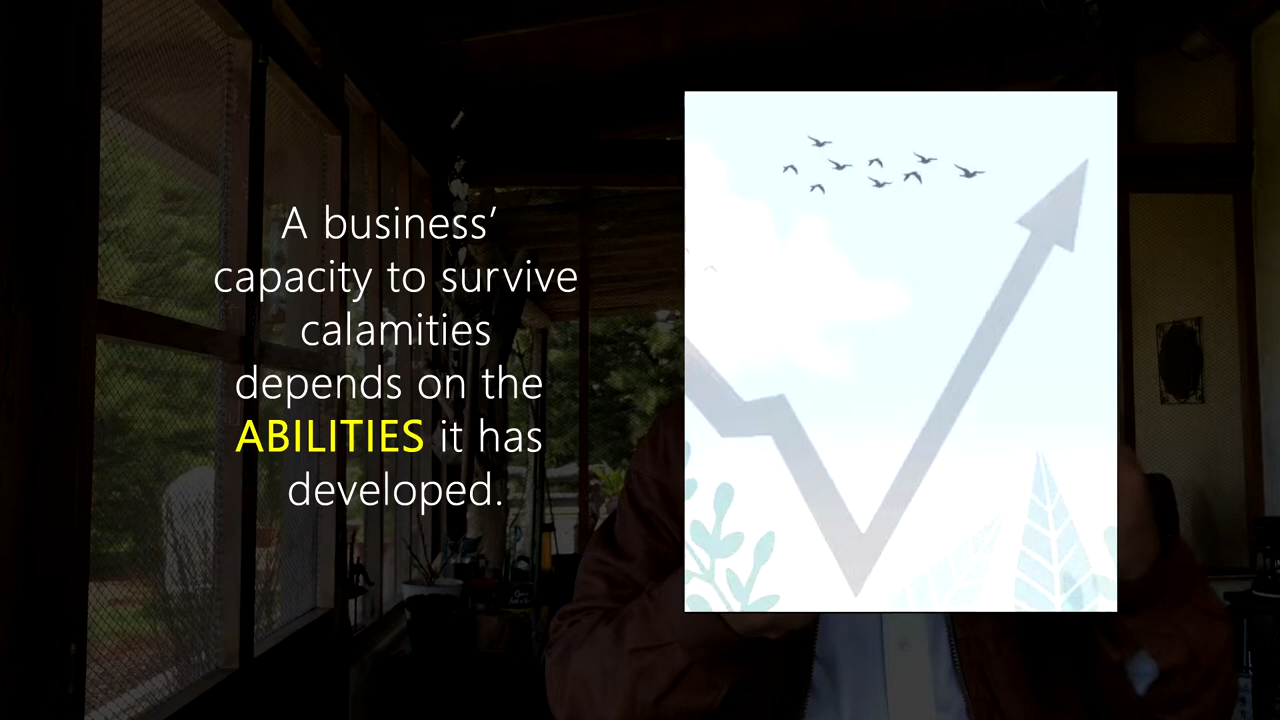 A business’
capacity to survive
calamities
depends on the
ABILITIES it has
developed.